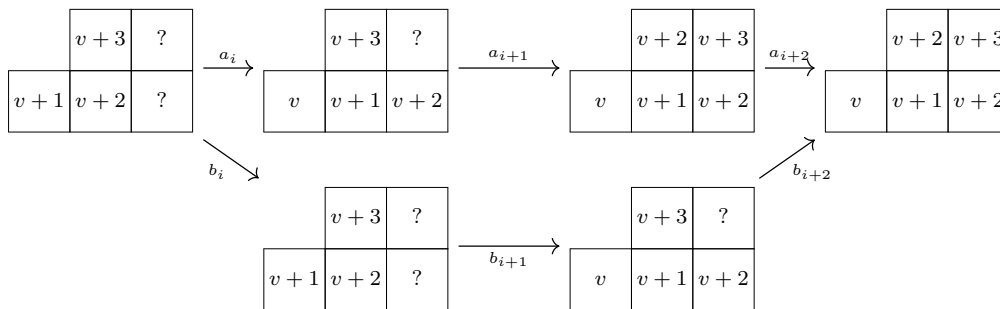 v + 3 ? v + 3 ? v + 2 v + 3 v + 2 v + 3
a_i a_{i+1} a_{i+2}
v + 1 v + 2 ? v v + 1 v + 2 v v + 1 v + 2 v v + 1 v + 2
b_i b_{i+2}
v + 3 ? v + 3 ?
b_{i+1}
v + 1 v + 2 ? v v + 1 v + 2